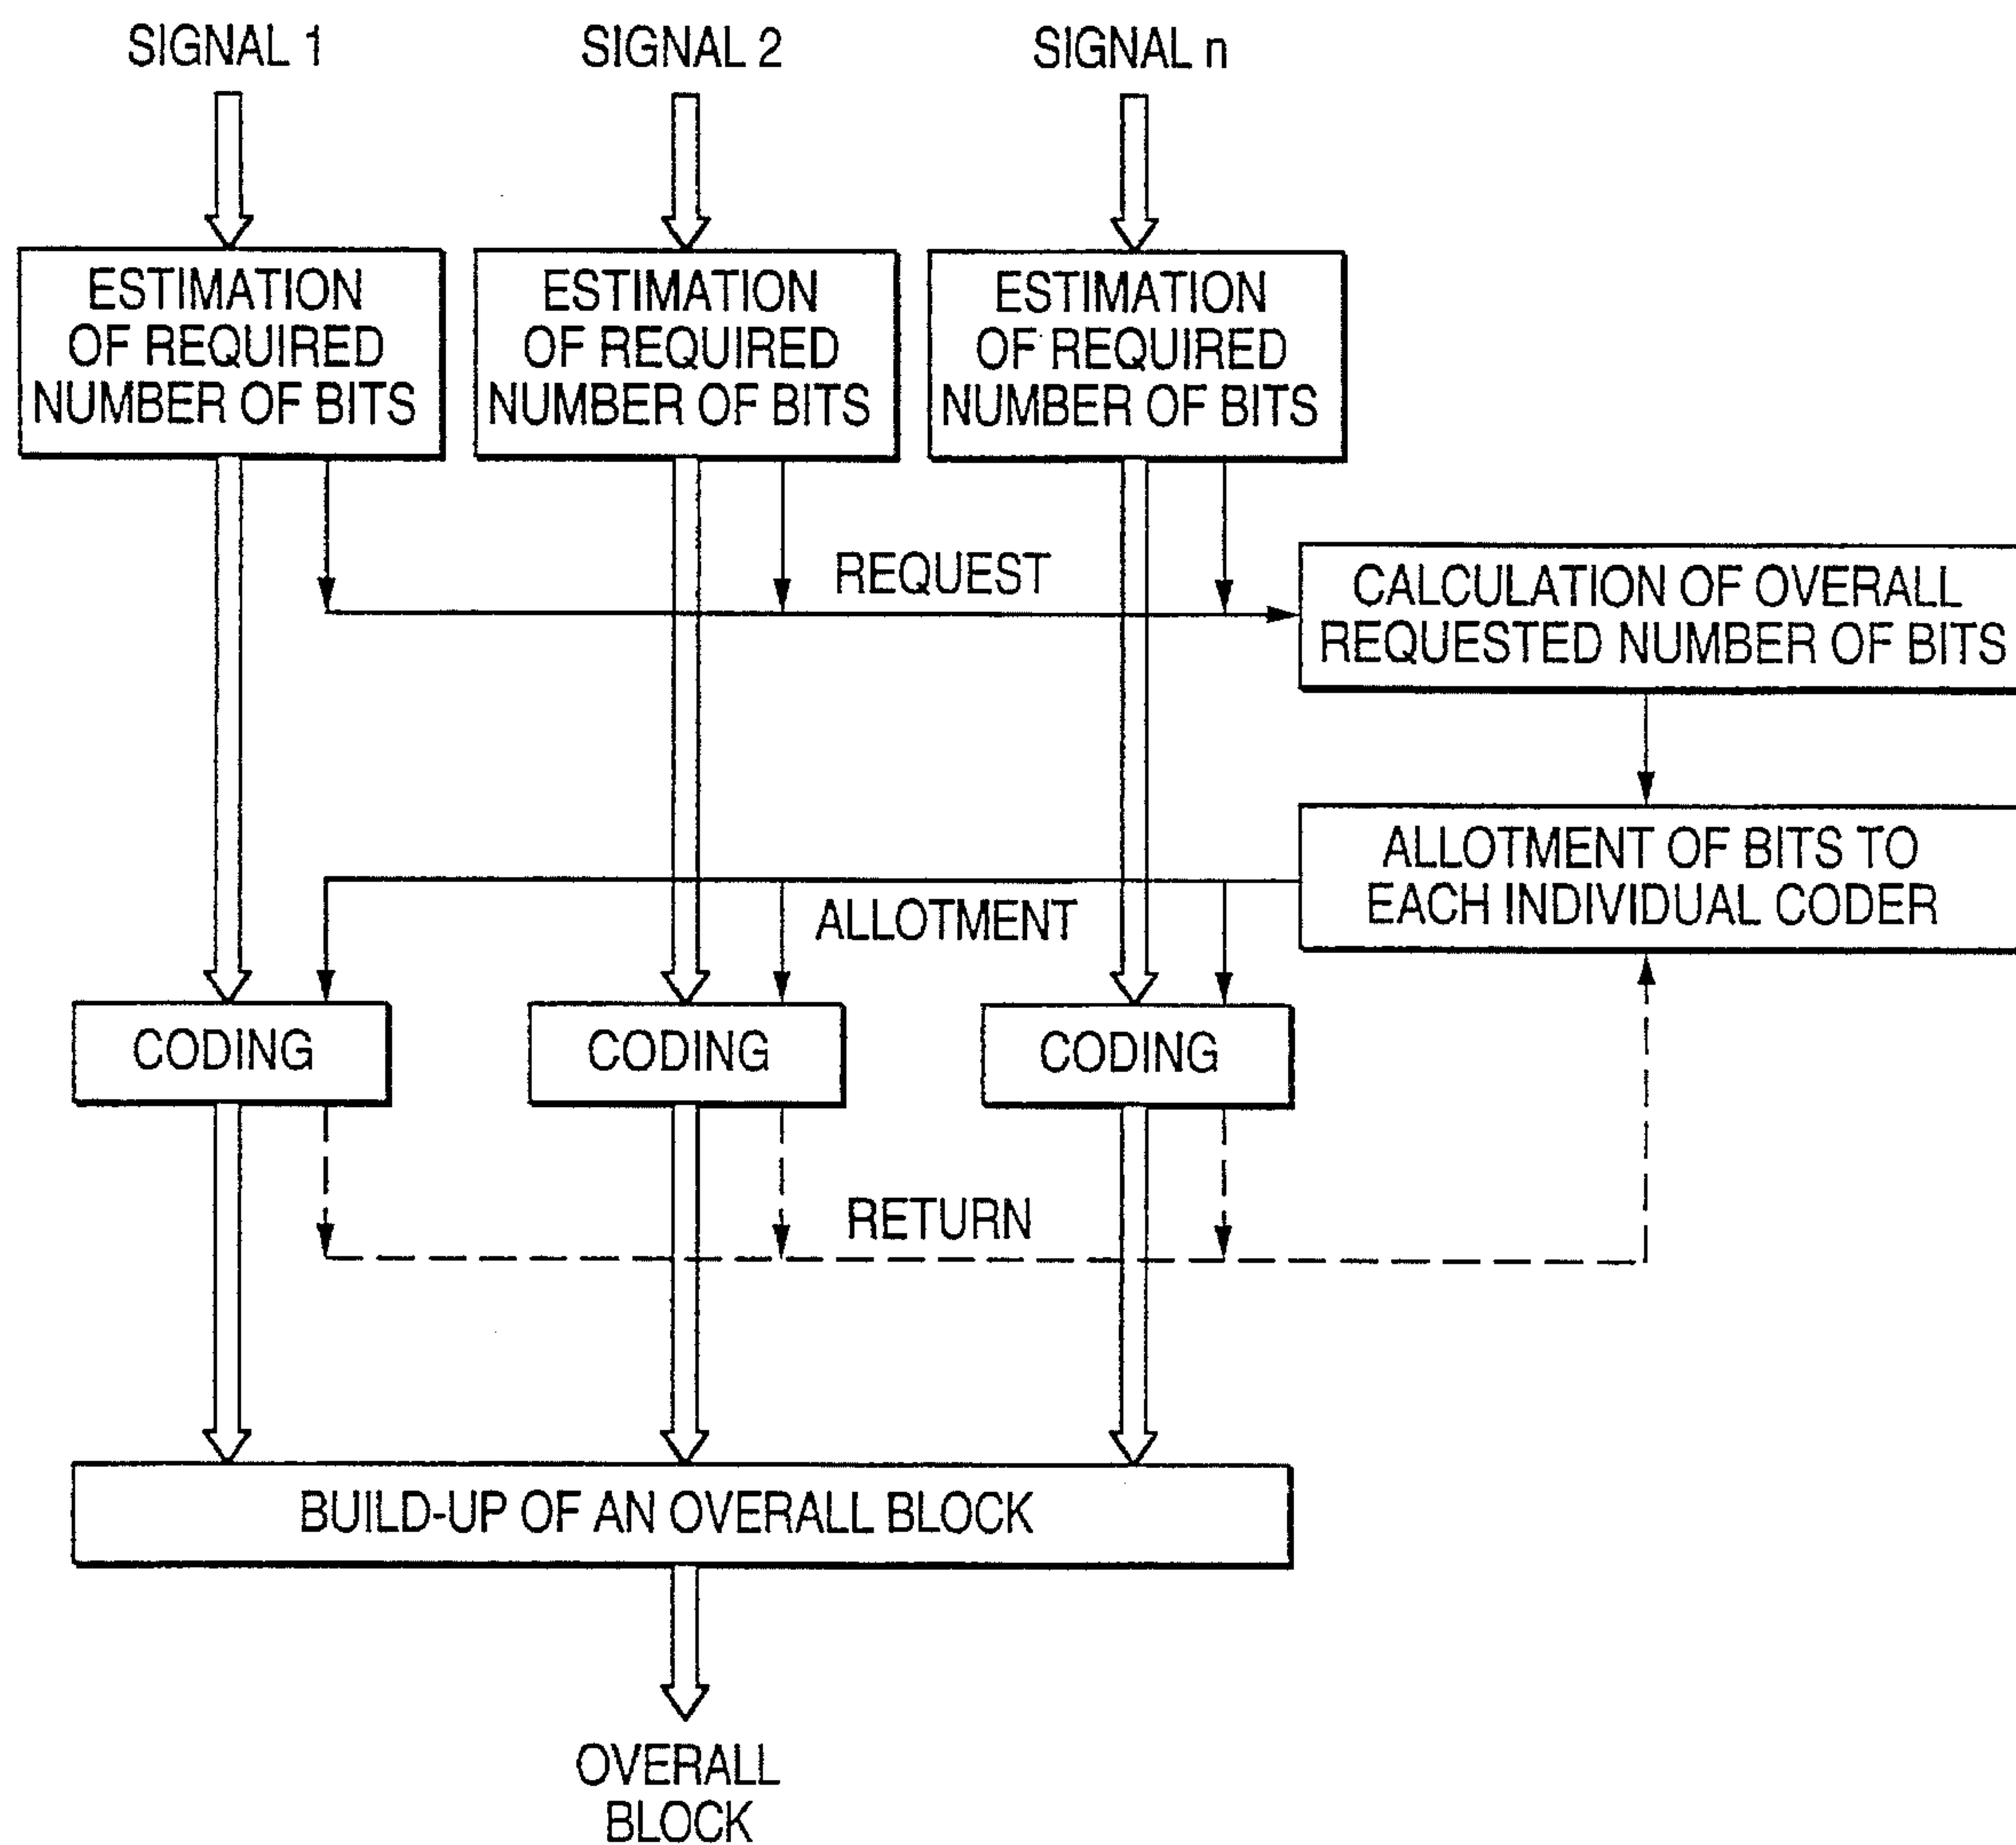 SIGNAL 1
SIGNAL 2
SIGNAL n
ESTIMATION
OF REQUIRED
NUMBER OF BITS
ESTIMATION
OF REQUIRED
NUMBER OF BITS
ESTIMATION
OF REQUIRED
NUMBER OF BITS
REQUEST
CALCULATION OF OVERALL
REQUESTED NUMBER OF BITS
ALLOTMENT OF BITS TO
EACH INDIVIDUAL CODER
ALLOTMENT
CODING
CODING
CODING
RETURN
BUILD-UP OF AN OVERALL BLOCK
OVERALL
BLOCK